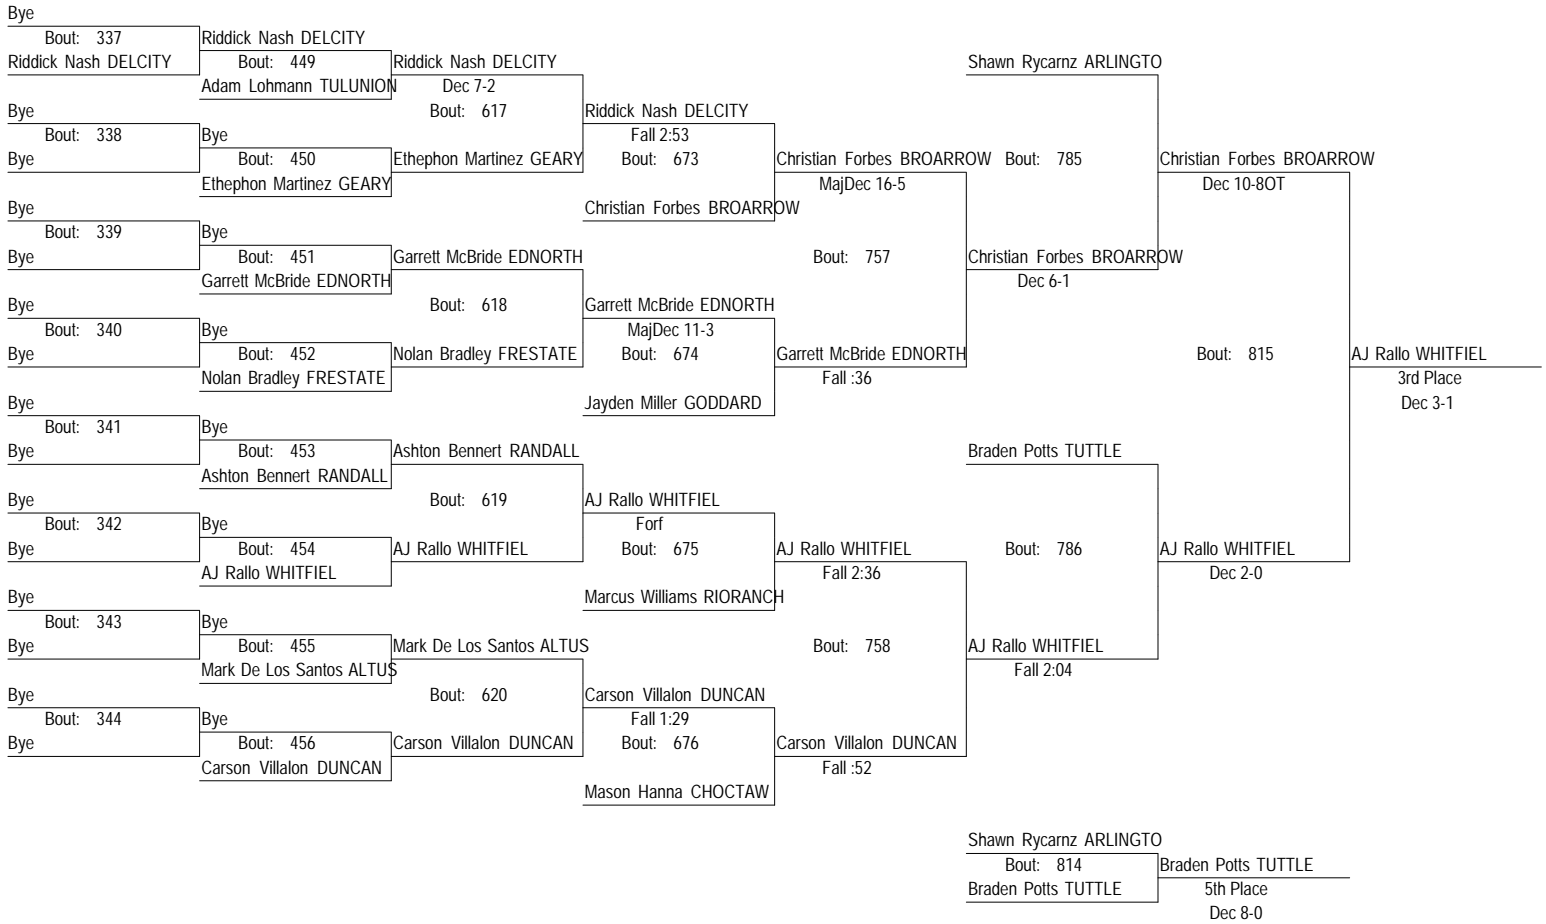 Bye
Bout: 337
Riddick Nash DELCITY
Bye
Bout: 338
Bye
Bye
Bout: 339
Bye
Bye
Bout: 340
Bye
Bye
Bout: 341
Bye
Bye
Bout: 342
Bye
Bye
Bout: 343
Bye
Bye
Bout: 344
Bye
Riddick Nash DELCITY
Bout: 449
Adam Lohmann TULUNION
Bye
Bout: 450
Ethephon Martinez GEARY
Bye
Bout: 451
Garrett McBride EDNORTH
Bye
Bout: 452
Nolan Bradley FRESTATE
Bye
Bout: 453
Ashton Bennert RANDALL
Bye
Bout: 454
AJ Rallo WHITFIEL
Bye
Bout: 455
Mark De Los Santos ALTUS
Bye
Bout: 456
Carson Villalon DUNCAN
Riddick Nash DELCITY
Dec 7-2
Bout: 617
Ethephon Martinez GEARY
Garrett McBride EDNORTH
Bout: 618
Nolan Bradley FRESTATE
Ashton Bennert RANDALL
Bout: 619
AJ Rallo WHITFIEL
Mark De Los Santos ALTUS
Bout: 620
Carson Villalon DUNCAN
Riddick Nash DELCITY
Fall 2:53
Bout: 673
Christian Forbes BROARROW
Garrett McBride EDNORTH
MajDec 11-3
Bout: 674
Jayden Miller GODDARD
AJ Rallo WHITFIEL
Forf
Bout: 675
Marcus Williams RIORANCH
Carson Villalon DUNCAN
Fall 1:29
Bout: 676
Mason Hanna CHOCTAW
Christian Forbes BROARROW
MajDec 16-5
Bout: 757
Garrett McBride EDNORTH
Fall :36
AJ Rallo WHITFIEL
Fall 2:36
Bout: 758
Carson Villalon DUNCAN
Fall :52
Shawn Rycarnz ARLINGTO
Bout: 785
Christian Forbes BROARROW
Dec 6-1
Braden Potts TUTTLE
Bout: 786
AJ Rallo WHITFIEL
Fall 2:04
Christian Forbes BROARROW
Dec 10-8OT
Bout: 815
AJ Rallo WHITFIEL
Dec 2-0
AJ Rallo WHITFIEL
3rd Place
Dec 3-1
Shawn Rycarnz ARLINGTO
Bout: 814
Braden Potts TUTTLE
Braden Potts TUTTLE
5th Place
Dec 8-0